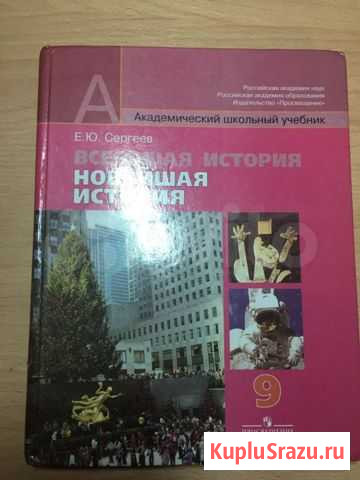 А
Российская академия наук
Российская академия образования
Издательство «Просвещение»
Академический школьный учебник
Е.Ю. Сергеев
ВСЕОБЩАЯ ИСТОРИЯ
НОВЕЙШАЯ
ИСТОРИЯ
9
ПРОСВЕЩЕНИЕ
KupluSrazu.ru